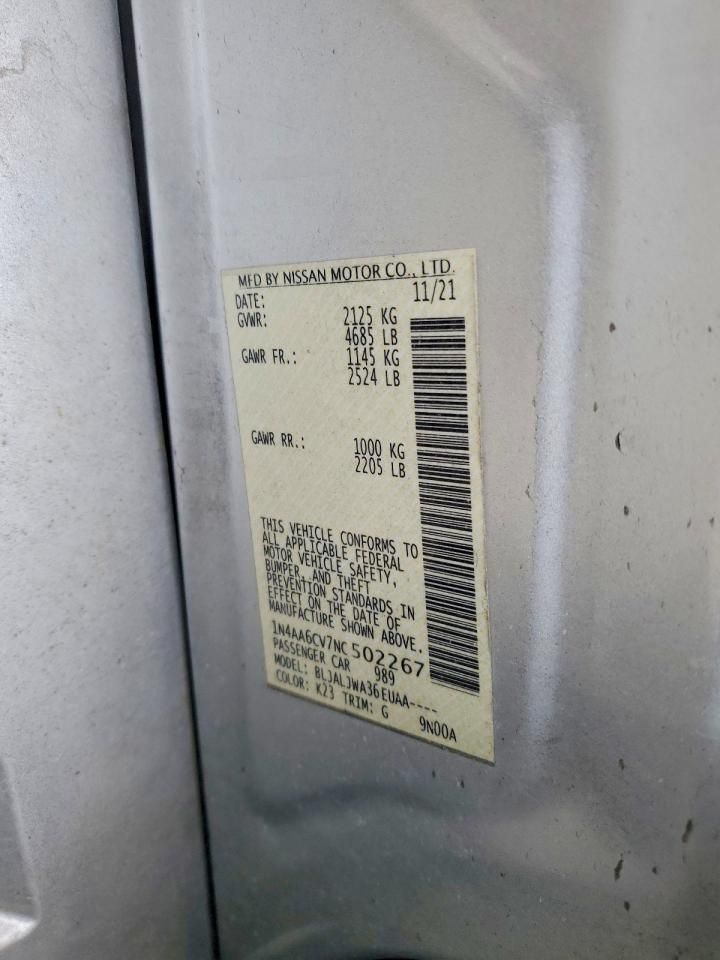 MFD BY NISSAN MOTOR CO., LTD.
DATE: 11/21
GVWR: 2125 KG
4685 LB
GAWR FR.: 1145 KG
2524 LB
GAWR RR.: 1000 KG
2205 LB
THIS VEHICLE CONFORMS TO
ALL APPLICABLE FEDERAL
MOTOR VEHICLE SAFETY,
BUMPER, AND THEFT
PREVENTION STANDARDS IN
EFFECT ON THE DATE OF
MANUFACTURE SHOWN ABOVE.
1N4AA6CV7NC502267
PASSENGER CAR 989
MODEL: BLJALJWA36EUAA----
COLOR: K23 TRIM: G 9N00A